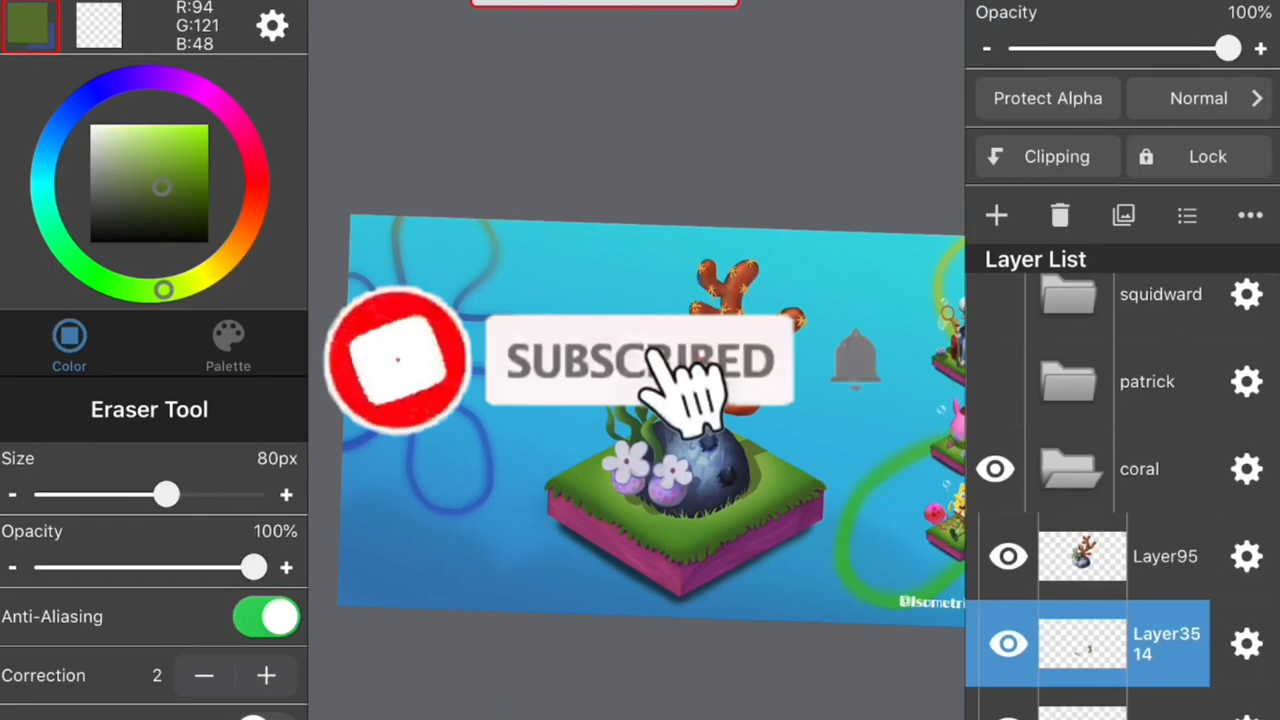 R:94
G:121
B:48
Color
Palette
Eraser Tool
Size 80px
Opacity 100%
Anti-Aliasing
Correction 2
SUBSCRIBED
@Isometri
Opacity 100%
Protect Alpha
Normal
Clipping
Lock
Layer List
squidward
patrick
coral
Layer95
Layer35
14